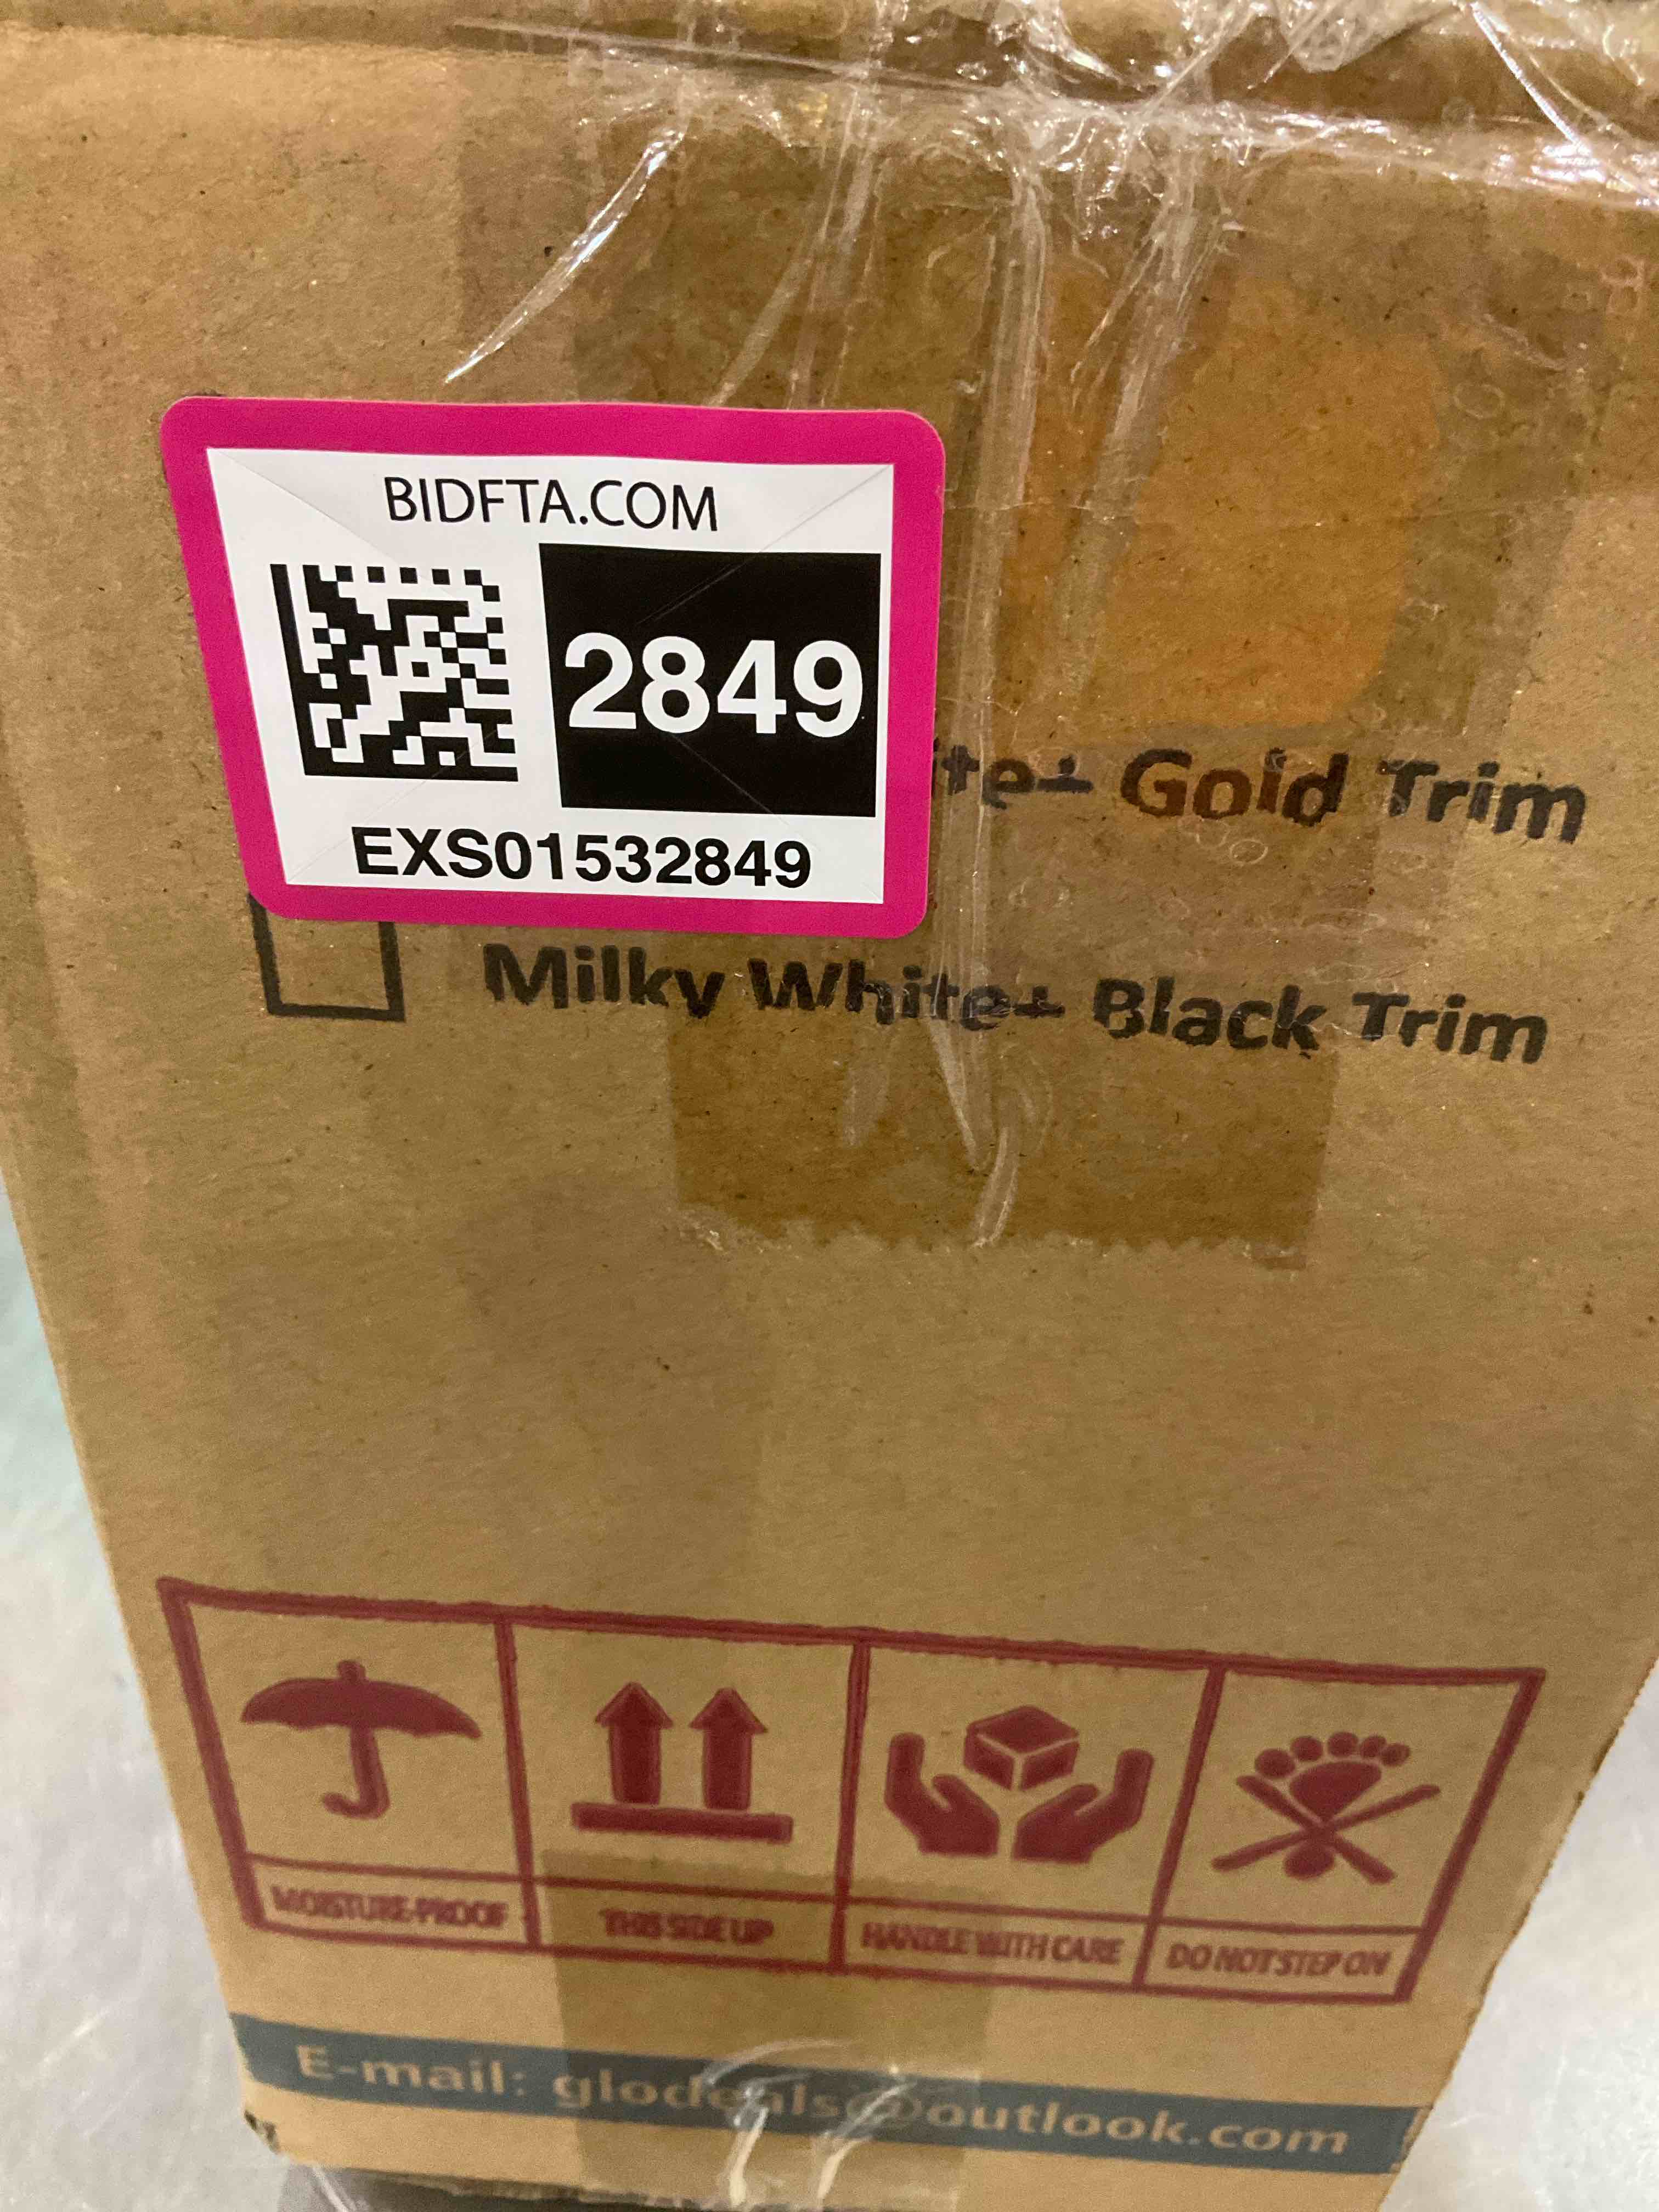 BIDFTA.COM
2849
EXS01532849
ite+ Gold Trim
Milky White+ Black Trim
MOISTURE-PROOF
THIS SIDE UP
HANDLE WITH CARE
DO NOT STEP ON
E-mail: glodeals@outlook.com